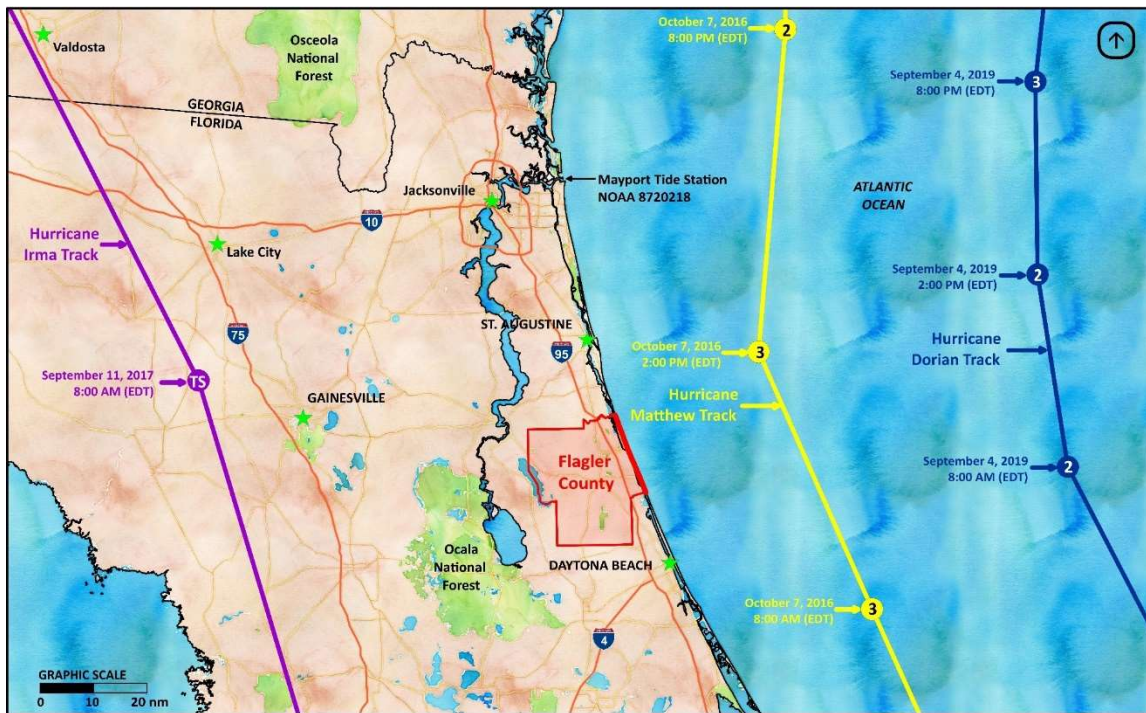 Valdosta
Osceola
National
Forest
GEORGIA
FLORIDA
October 7, 2016
8:00 PM (EDT)
2
September 4, 2019
8:00 PM (EDT)
3
Jacksonville
Mayport Tide Station
NOAA 8720218
ATLANTIC
OCEAN
10
Hurricane
Irma Track
Lake City
September 4, 2019
2:00 PM (EDT)
2
75
ST. AUGUSTINE
95
October 7, 2016
2:00 PM (EDT)
3
Hurricane
Dorian Track
September 11, 2017
8:00 AM (EDT)
TS
GAINESVILLE
Hurricane
Matthew Track
Flagler
County
September 4, 2019
8:00 AM (EDT)
2
Ocala
National
Forest
DAYTONA BEACH
October 7, 2016
8:00 AM (EDT)
3
4
GRAPHIC SCALE
0 10 20 nm